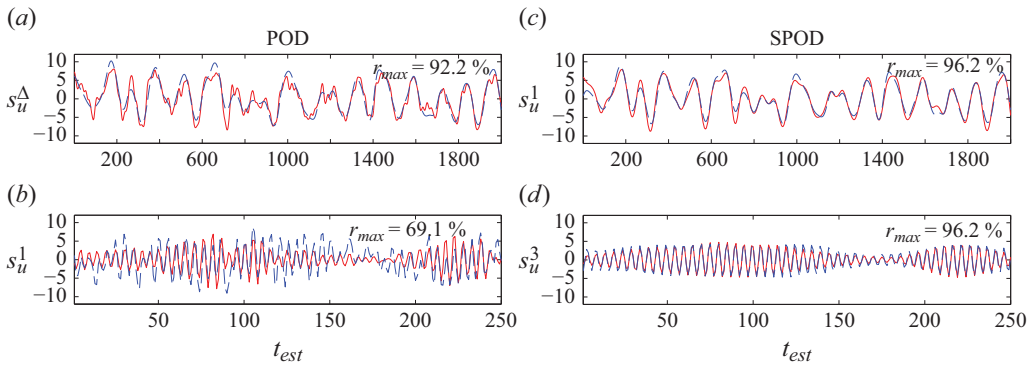 (a)
POD
10
5
0
−5
−10
s_u^Δ
r_max = 92.2 %
200 600 1000 1400 1800
(c)
SPOD
10
5
0
−5
−10
s_u^1
r_max = 96.2 %
200 600 1000 1400 1800
(b)
10
5
0
−5
−10
s_u^1
r_max = 69.1 %
50 100 150 200 250
t_est
(d)
10
5
0
−5
−10
s_u^3
r_max = 96.2 %
50 100 150 200 250
t_est